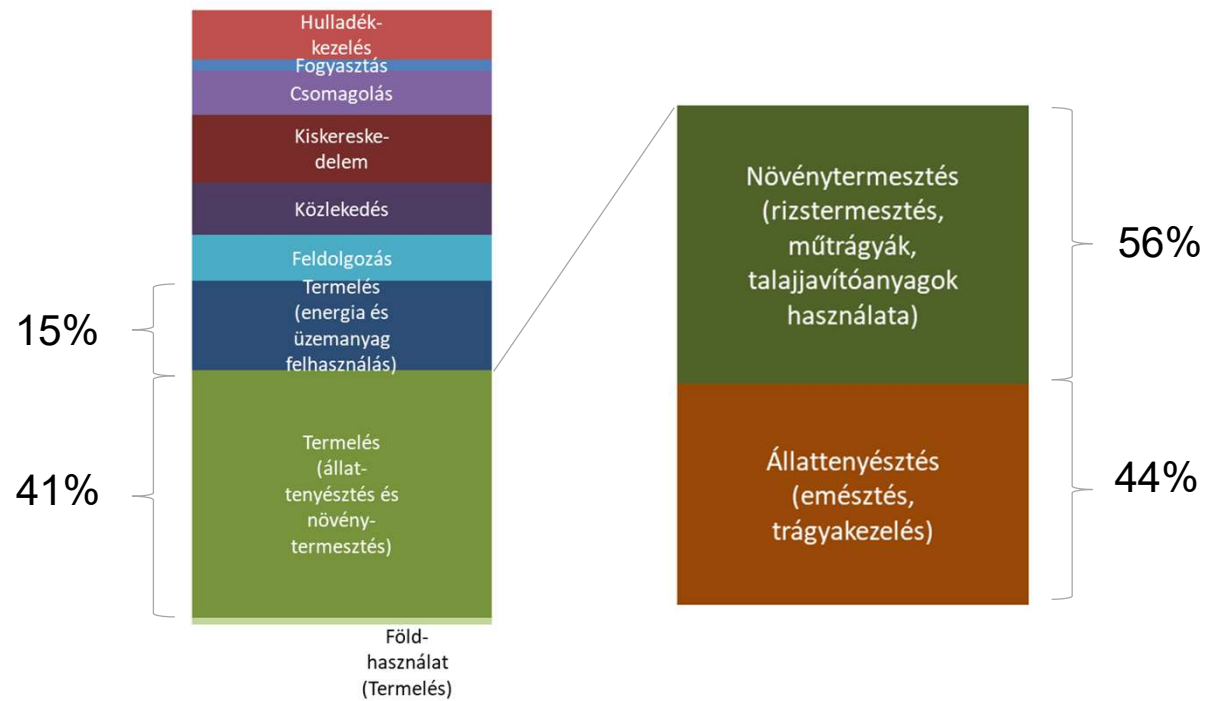 Hulladék-
kezelés
Fogyasztás
Csomagolás
Kiskereske-
delem
Közlekedés
Feldolgozás
Termelés
(energia és
üzemanyag
felhasználás)
15%
Termelés
(állat-
tenyésztés és
növény-
termesztés)
41%
Föld-
használat
(Termelés)
Növénytermesztés
(rizstermesztés,
műtrágyák,
talajjavítóanyagok
használata)
56%
Állattenyésztés
(emésztés,
trágyakezelés)
44%